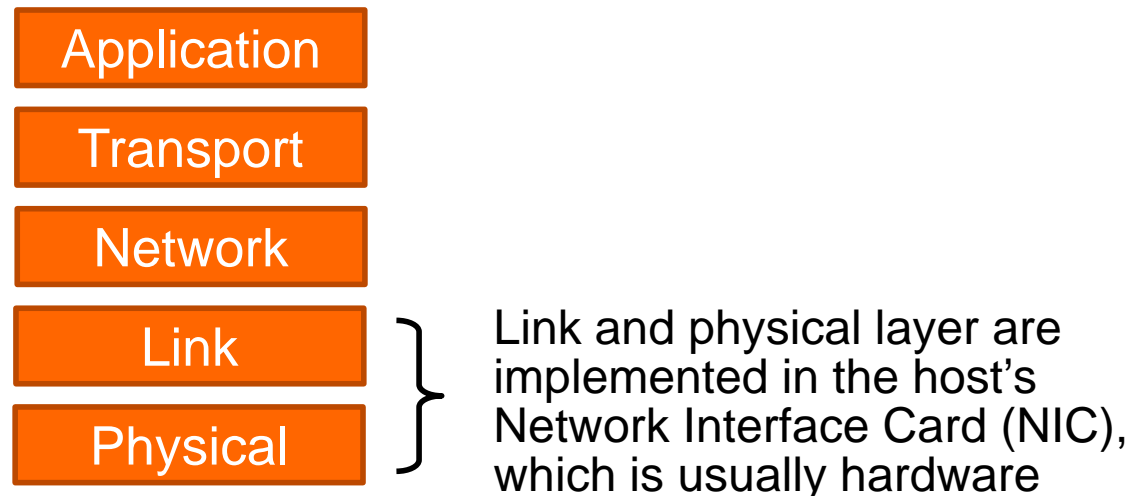 Application
Transport
Network
Link
Physical
Link and physical layer are
implemented in the host’s
Network Interface Card (NIC),
which is usually hardware